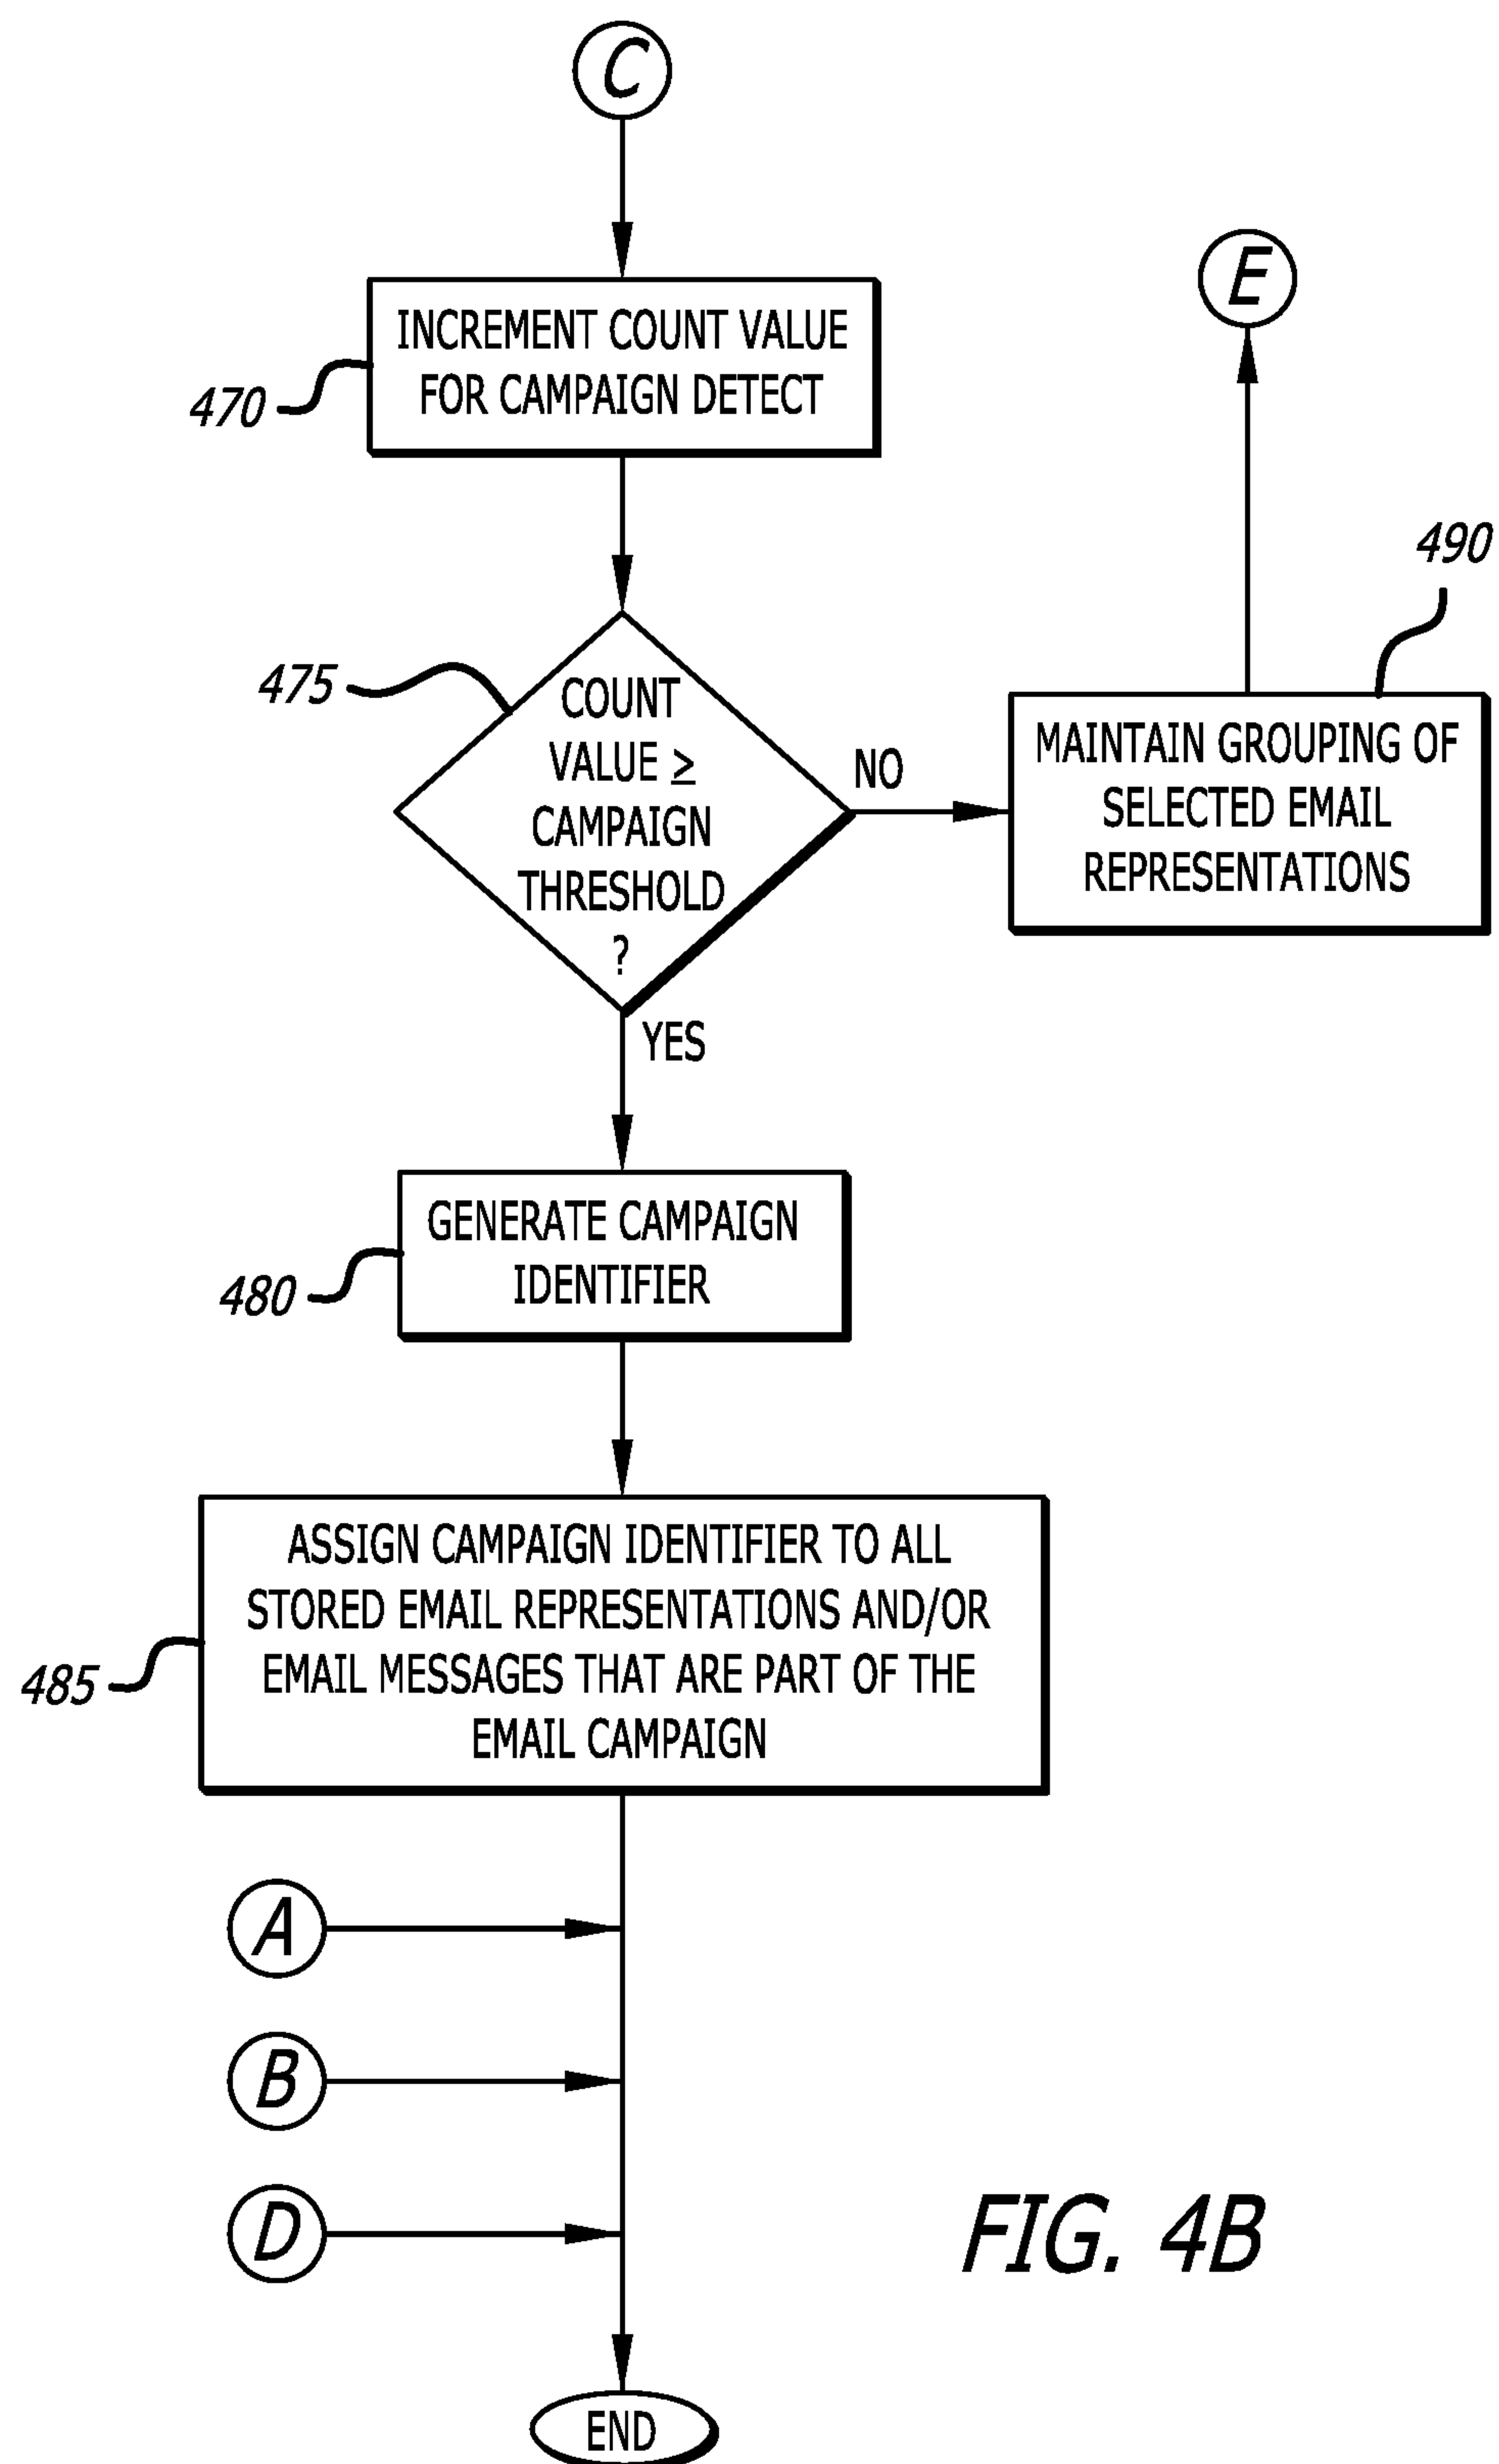 C
INCREMENT COUNT VALUE
FOR CAMPAIGN DETECT
470
E
490
475
COUNT
VALUE ≥
CAMPAIGN
THRESHOLD
?
NO
MAINTAIN GROUPING OF
SELECTED EMAIL
REPRESENTATIONS
YES
GENERATE CAMPAIGN
IDENTIFIER
480
ASSIGN CAMPAIGN IDENTIFIER TO ALL
STORED EMAIL REPRESENTATIONS AND/OR
EMAIL MESSAGES THAT ARE PART OF THE
EMAIL CAMPAIGN
485
A
B
D
FIG. 4B
END